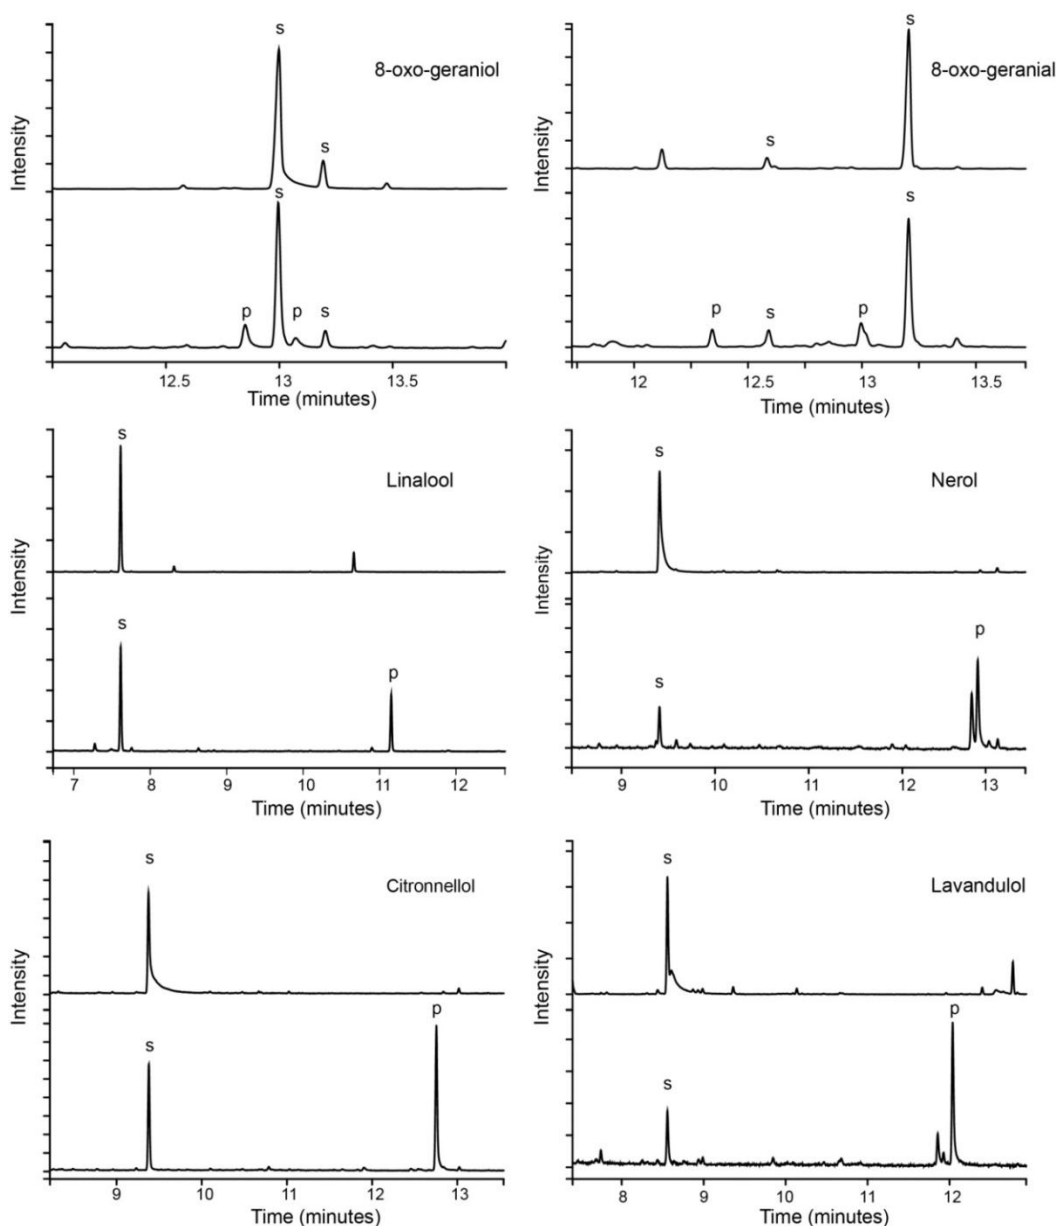 s
8-oxo-geraniol
s
Intensity
s
p
p
s
12.5
13
13.5
Time (minutes)
s
8-oxo-geranial
s
Intensity
s
p
s
p
12
12.5
13
13.5
Time (minutes)
s
Linalool
Intensity
s
p
7
8
9
10
11
12
Time (minutes)
s
Nerol
Intensity
p
s
9
10
11
12
13
Time (minutes)
s
Citronnellol
Intensity
s
p
9
10
11
12
13
Time (minutes)
s
Lavandulol
Intensity
p
s
8
9
10
11
12
Time (minutes)